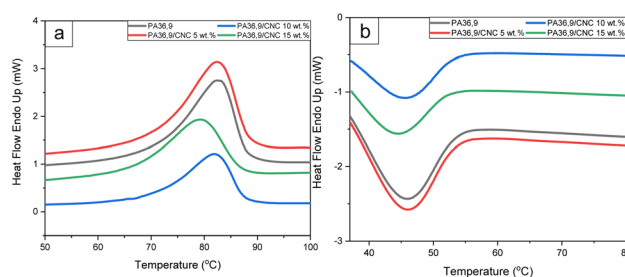 a
PA36,9
PA36,9/CNC 10 wt.%
PA36,9/CNC 5 wt.%
PA36,9/CNC 15 wt.%
Heat Flow Endo Up (mW)
4
3
2
1
0
50
60
70
80
90
100
Temperature (°C)
b
PA36,9
PA36,9/CNC 10 wt.%
PA36,9/CNC 5 wt.%
PA36,9/CNC 15 wt.%
Heat Flow Endo Up (mW)
0
-1
-2
-3
40
50
60
70
80
Temperature (°C)